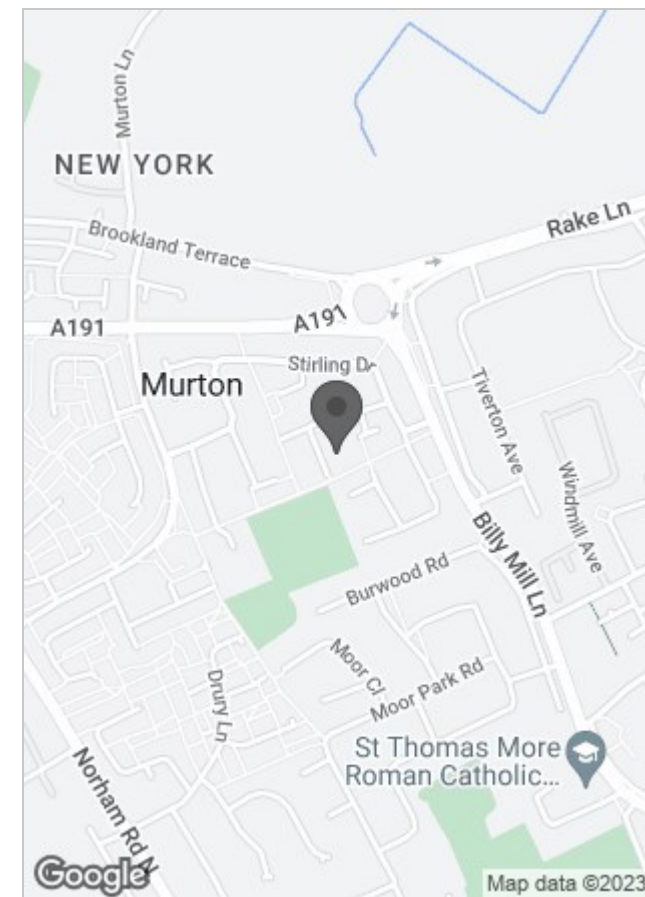 Murton Ln
NEW YORK
Brookland Terrace
Rake Ln
A191
A191
Stirling Dr
Murton
Tiverton Ave
Windmill Ave
Billy Mill Ln
Burwood Rd
Moor Cl
Moor Park Rd
Drury Ln
St Thomas More
Roman Catholic...
Norham Rd N
Google
Map data ©2023